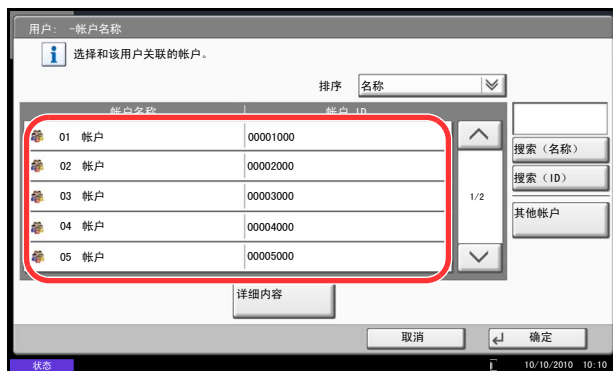 用户： -帐户名称
选择和该用户关联的帐户。
排序 名称
帐户名称 帐户 ID
01 帐户 00001000
02 帐户 00002000
03 帐户 00003000
04 帐户 00004000
05 帐户 00005000
1/2
搜索（名称）
搜索（ID）
其他帐户
详细内容
取消 确定
状态 10/10/2010 10:10